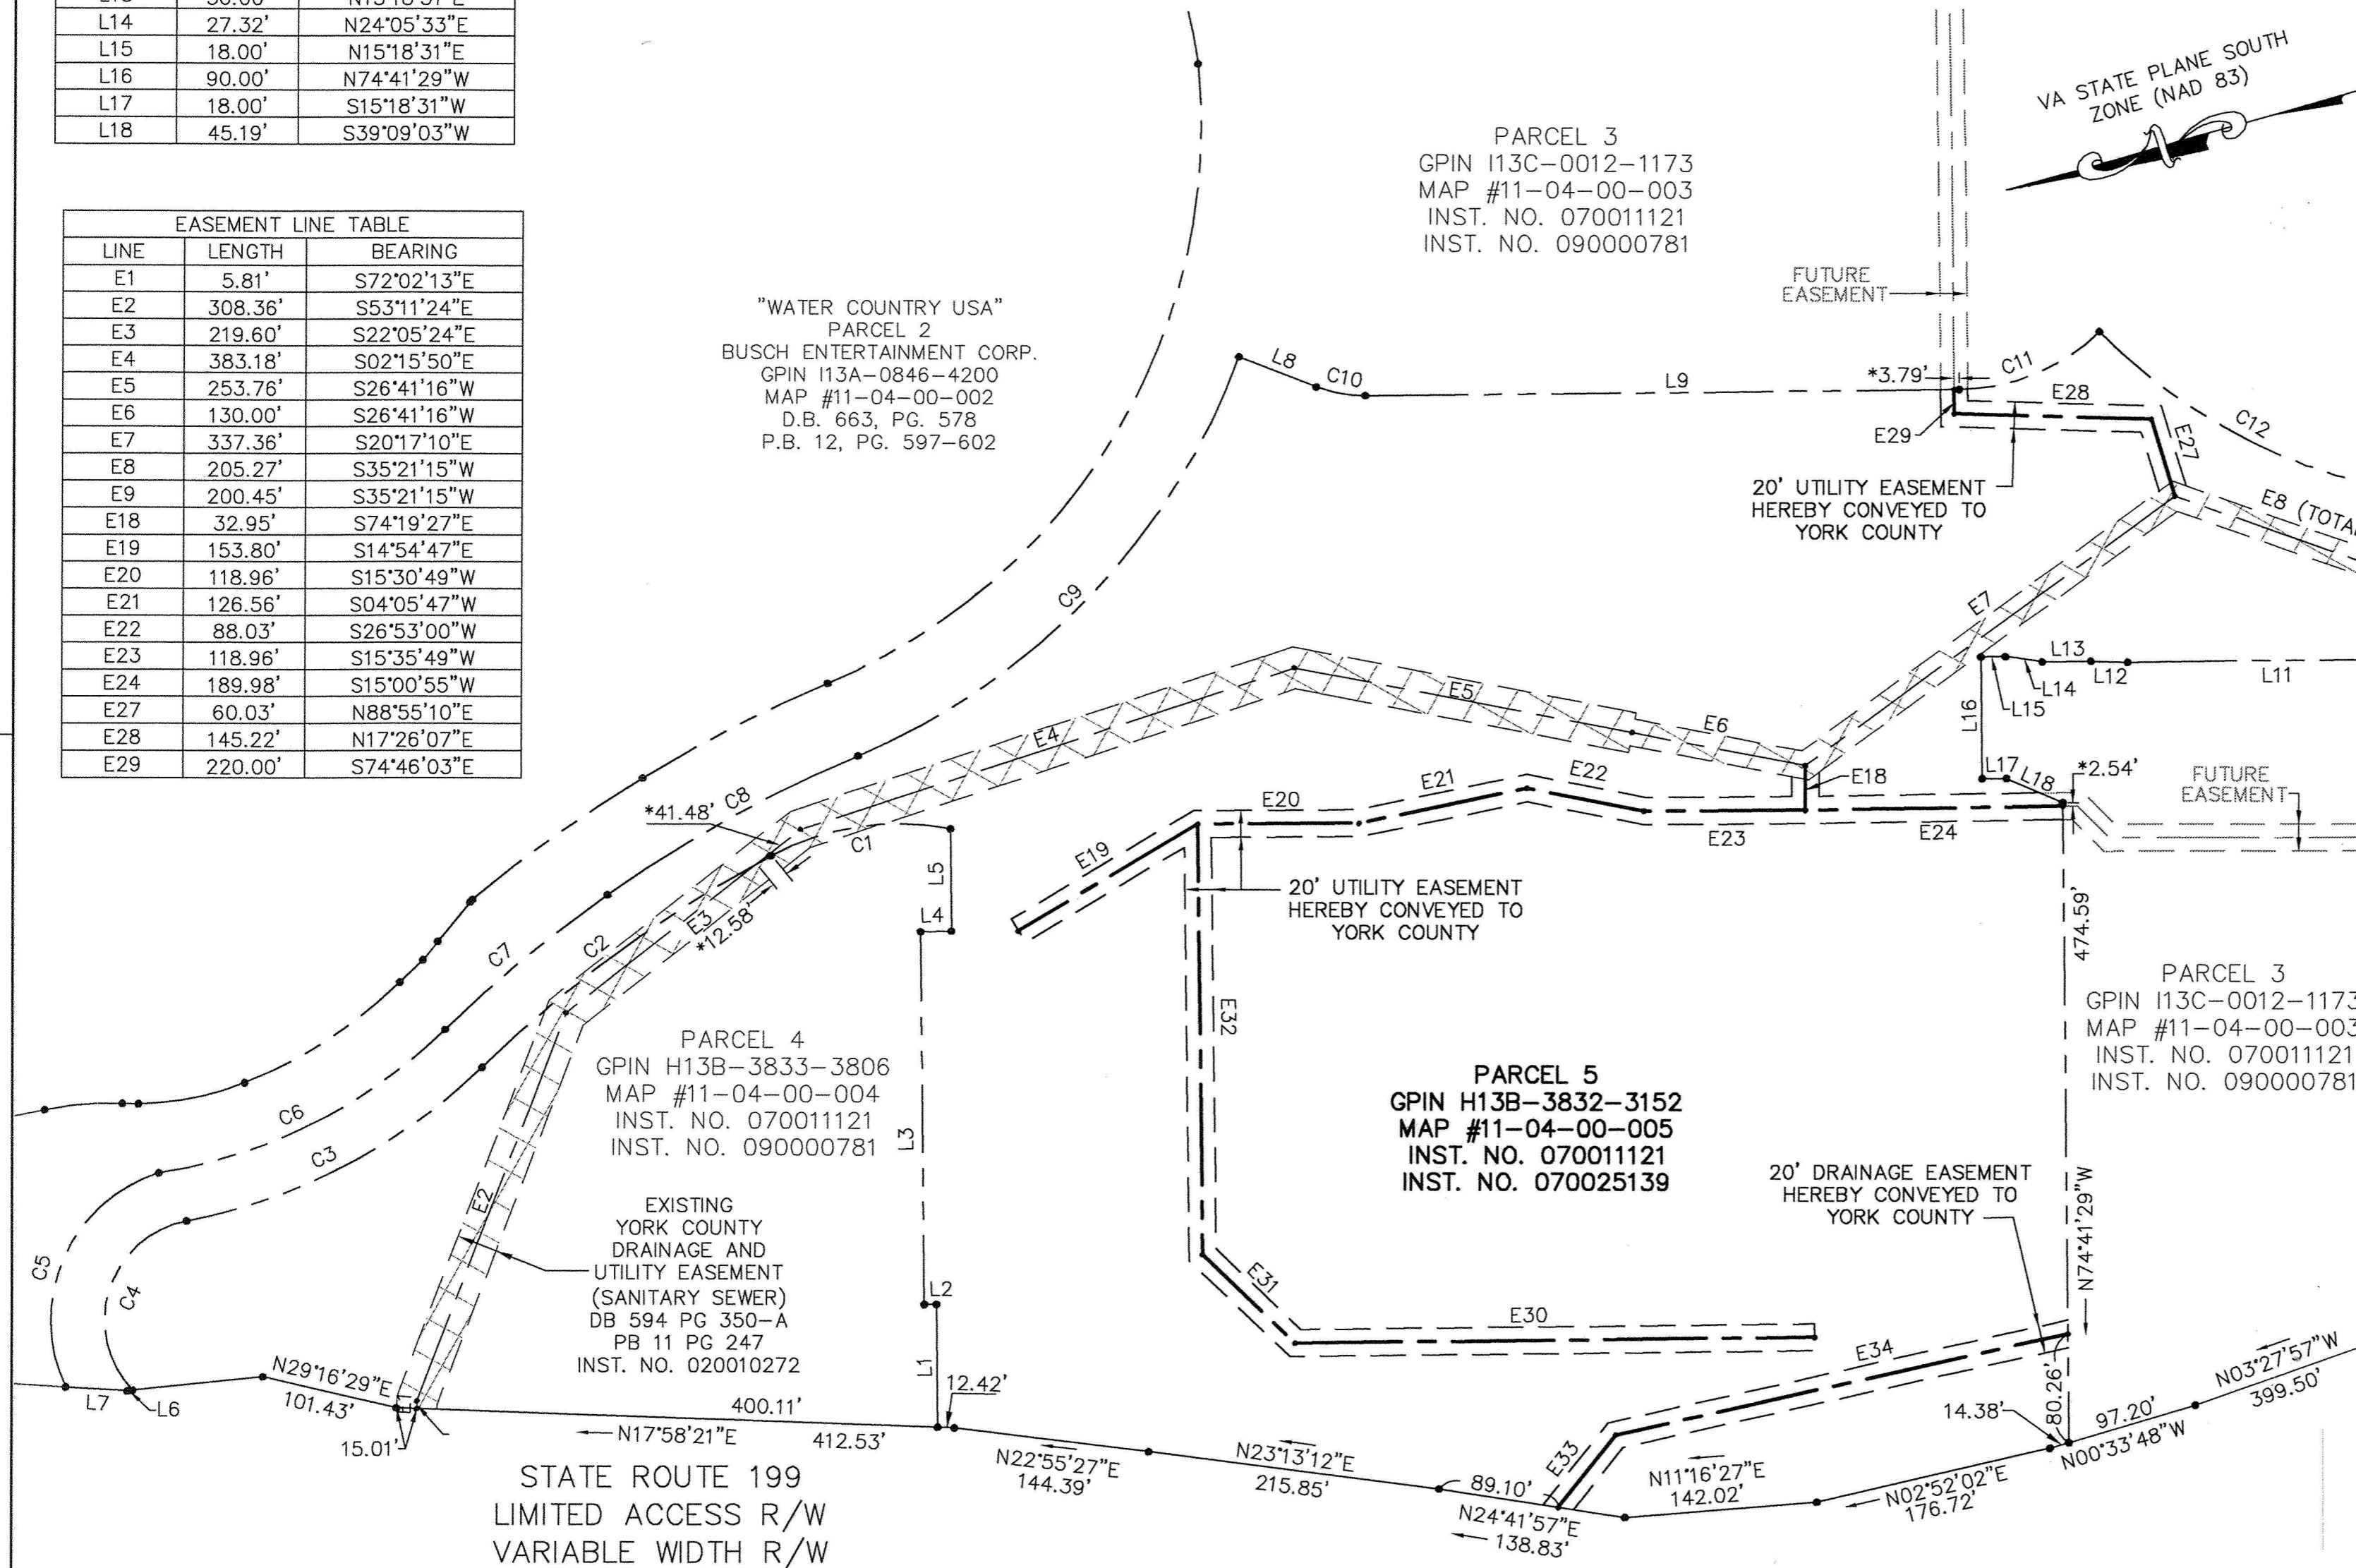 L14 27.32' N24°05'33"E
L15 18.00' N15°18'31"E
L16 90.00' N74°41'29"W
L17 18.00' S15°18'31"W
L18 45.19' S39°09'03"W
EASEMENT LINE TABLE
LINE LENGTH BEARING
E1 5.81' S72°02'13"E
E2 308.36' S53°11'24"E
E3 219.60' S22°05'24"E
E4 383.18' S02°15'50"E
E5 253.76' S26°41'16"W
E6 130.00' S26°41'16"W
E7 337.36' S20°17'10"E
E8 205.27' S35°21'15"W
E9 200.45' S35°21'15"W
E18 32.95' S74°19'27"E
E19 153.80' S14°54'47"E
E20 118.96' S15°30'49"W
E21 126.56' S04°05'47"W
E22 88.03' S26°53'00"W
E23 118.96' S15°35'49"W
E24 189.98' S15°00'55"W
E27 60.03' N88°55'10"E
E28 145.22' N17°26'07"E
E29 220.00' S74°46'03"E
VA STATE PLANE SOUTH
ZONE (NAD 83)
N
PARCEL 3
GPIN I13C-0012-1173
MAP #11-04-00-003
INST. NO. 070011121
INST. NO. 090000781
FUTURE
EASEMENT
"WATER COUNTRY USA"
PARCEL 2
BUSCH ENTERTAINMENT CORP.
GPIN I13A-0846-4200
MAP #11-04-00-002
D.B. 663, PG. 578
P.B. 12, PG. 597-602
L8
C10
L9
*3.79'
C11
E28
E27
C12
E29
20' UTILITY EASEMENT
HEREBY CONVEYED TO
YORK COUNTY
E8 (TOTAL
C9
E7
L13
L12
L11
L14
L15
L16
L17
L18
*2.54'
FUTURE
EASEMENT
E4
E5
E6
E18
*41.48'
C8
C1
E20
E21
E22
E23
E24
E19
L5
L4
E3
*12.58'
C2
C7
20' UTILITY EASEMENT
HEREBY CONVEYED TO
YORK COUNTY
474.59'
PARCEL 3
GPIN I13C-0012-1173
MAP #11-04-00-003
INST. NO. 070011121
INST. NO. 090000781
E32
PARCEL 4
GPIN H13B-3833-3806
MAP #11-04-00-004
INST. NO. 070011121
INST. NO. 090000781
L3
C6
C3
PARCEL 5
GPIN H13B-3832-3152
MAP #11-04-00-005
INST. NO. 070011121
INST. NO. 070025139
20' DRAINAGE EASEMENT
HEREBY CONVEYED TO
YORK COUNTY
N74°41'29"W
E2
EXISTING
YORK COUNTY
DRAINAGE AND
UTILITY EASEMENT
(SANITARY SEWER)
DB 594 PG 350-A
PB 11 PG 247
INST. NO. 020010272
C5
C4
L2
E31
E30
E34
L1
12.42'
N29°16'29"E
101.43'
E1
L7
L6
15.01'
400.11'
N17°58'21"E
412.53'
N22°55'27"E
144.39'
N23°13'12"E
215.85'
89.10'
N24°41'57"E
138.83'
E33
N11°16'27"E
142.02'
N02°52'02"E
176.72'
14.38'
80.26'
97.20'
N00°33'48"W
N03°27'57"W
399.50'
STATE ROUTE 199
LIMITED ACCESS R/W
VARIABLE WIDTH R/W